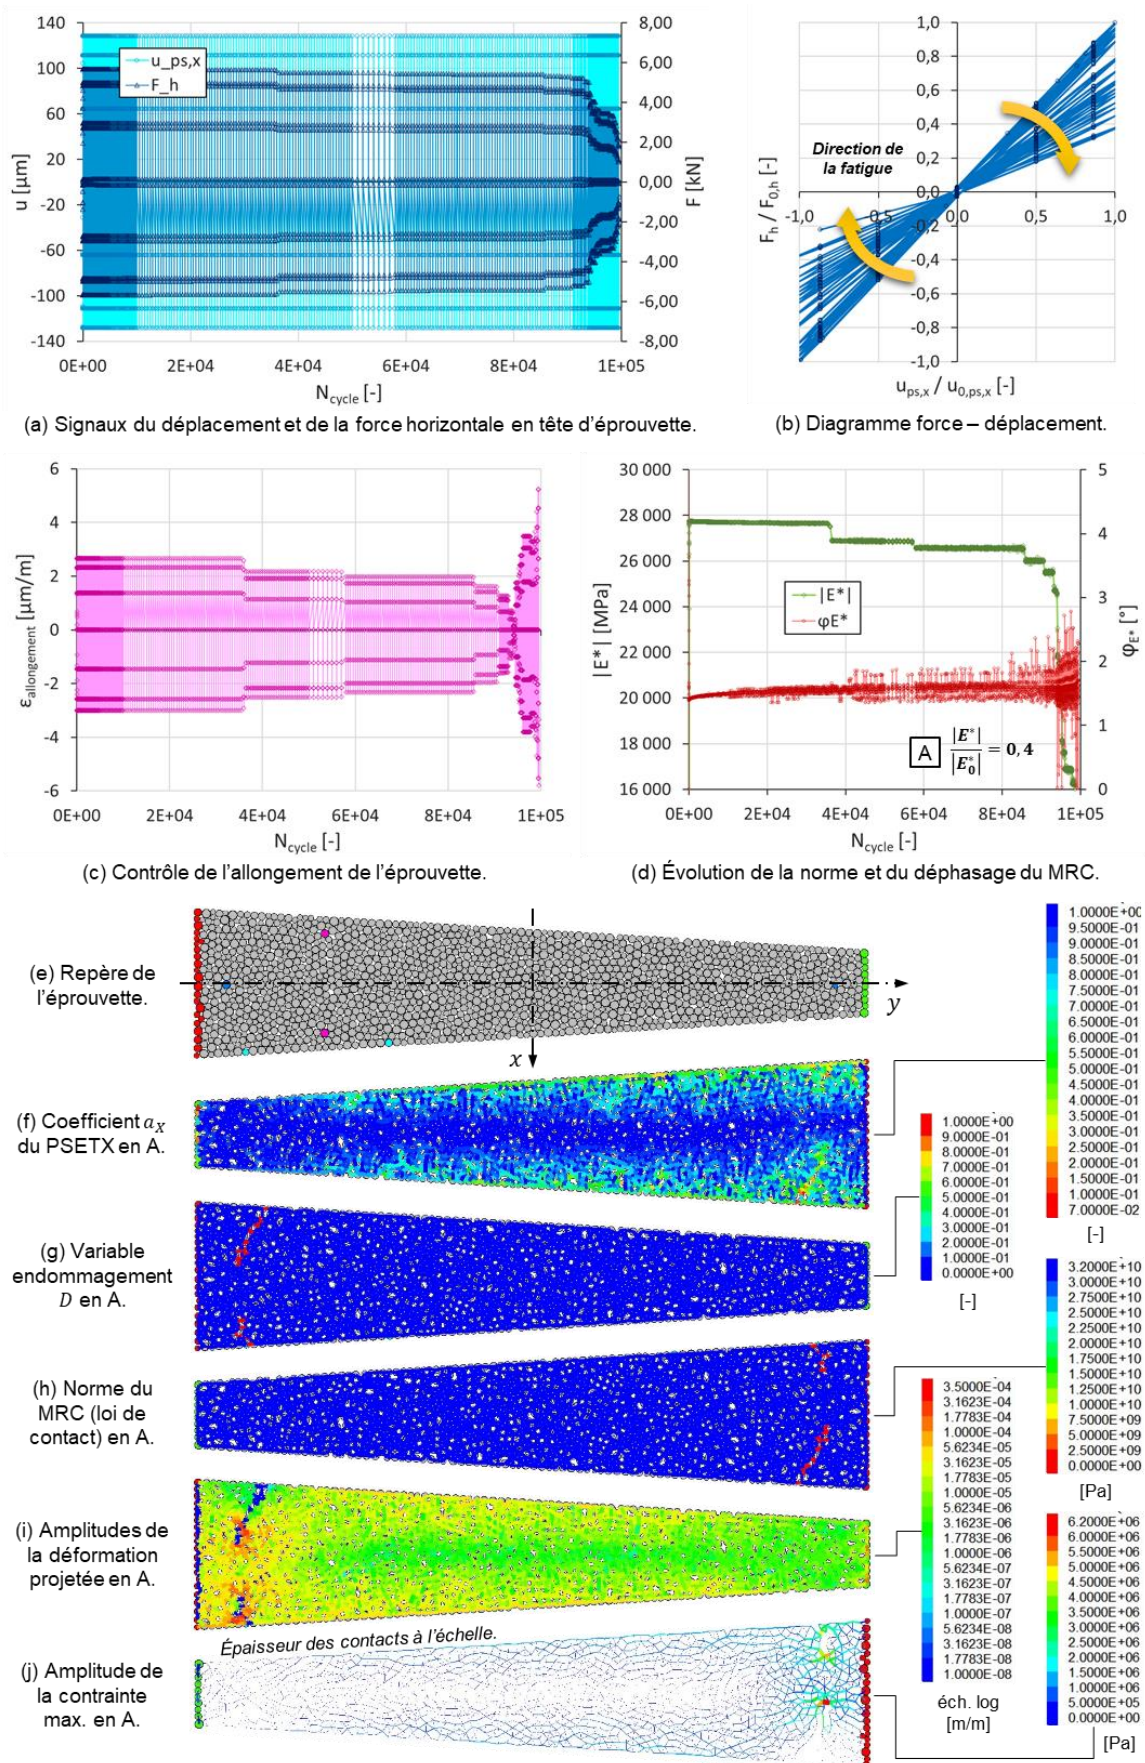 140
100
60
20
-20
-60
-100
-140
u [µm]
u_ps,x
F_h
8,00
6,00
4,00
2,00
0,00
-2,00
-4,00
-6,00
-8,00
F [kN]
0E+00 2E+04 4E+04 6E+04 8E+04 1E+05
N_cycle [-]
(a) Signaux du déplacement et de la force horizontale en tête d'éprouvette.
1,0
0,8
0,6
0,4
0,2
0,0
-0,2
-0,4
-0,6
-0,8
-1,0
F_h / F_0,h [-]
Direction de
la fatigue
-1,0 -0,5 0,0 0,5 1,0
u_ps,x / u_0,ps,x [-]
(b) Diagramme force – déplacement.
6
4
2
0
-2
-4
-6
ε_allongement [µm/m]
0E+00 2E+04 4E+04 6E+04 8E+04 1E+05
N_cycle [-]
(c) Contrôle de l'allongement de l'éprouvette.
30 000
28 000
26 000
24 000
22 000
20 000
18 000
16 000
|E*| [MPa]
|E*|
φE*
A |E*| / |E*_0| = 0,4
5
4
3
2
1
0
φ_E* [°]
0E+00 2E+04 4E+04 6E+04 8E+04 1E+05
N_cycle [-]
(d) Évolution de la norme et du déphasage du MRC.
(e) Repère de
l'éprouvette.
y
x
(f) Coefficient a_X
du PSETX en A.
1.0000E+00
9.5000E-01
9.0000E-01
8.5000E-01
8.0000E-01
7.5000E-01
7.0000E-01
6.5000E-01
6.0000E-01
5.5000E-01
5.0000E-01
4.5000E-01
4.0000E-01
3.5000E-01
3.0000E-01
2.5000E-01
2.0000E-01
1.5000E-01
1.0000E-01
7.0000E-02
[-]
(g) Variable
endommagement
D en A.
1.0000E+00
9.0000E-01
8.0000E-01
7.0000E-01
6.0000E-01
5.0000E-01
4.0000E-01
3.0000E-01
2.0000E-01
1.0000E-01
0.0000E+00
[-]
(h) Norme du
MRC (loi de
contact) en A.
3.2000E+10
3.0000E+10
2.7500E+10
2.5000E+10
2.2500E+10
2.0000E+10
1.7500E+10
1.5000E+10
1.2500E+10
1.0000E+10
7.5000E+09
5.0000E+09
2.5000E+09
0.0000E+00
[Pa]
(i) Amplitudes de
la déformation
projetée en A.
3.5000E-04
3.1623E-04
1.7783E-04
1.0000E-04
5.6234E-05
3.1623E-05
1.7783E-05
1.0000E-05
5.6234E-06
3.1623E-06
1.7783E-06
1.0000E-06
5.6234E-07
3.1623E-07
1.7783E-07
1.0000E-07
5.6234E-08
3.1623E-08
1.7783E-08
1.0000E-08
éch. log
[m/m]
Épaisseur des contacts à l'échelle.
(j) Amplitude de
la contrainte
max. en A.
6.2000E+06
6.0000E+06
5.5000E+06
5.0000E+06
4.5000E+06
4.0000E+06
3.5000E+06
3.0000E+06
2.5000E+06
2.0000E+06
1.5000E+06
1.0000E+06
5.0000E+05
0.0000E+00
[Pa]